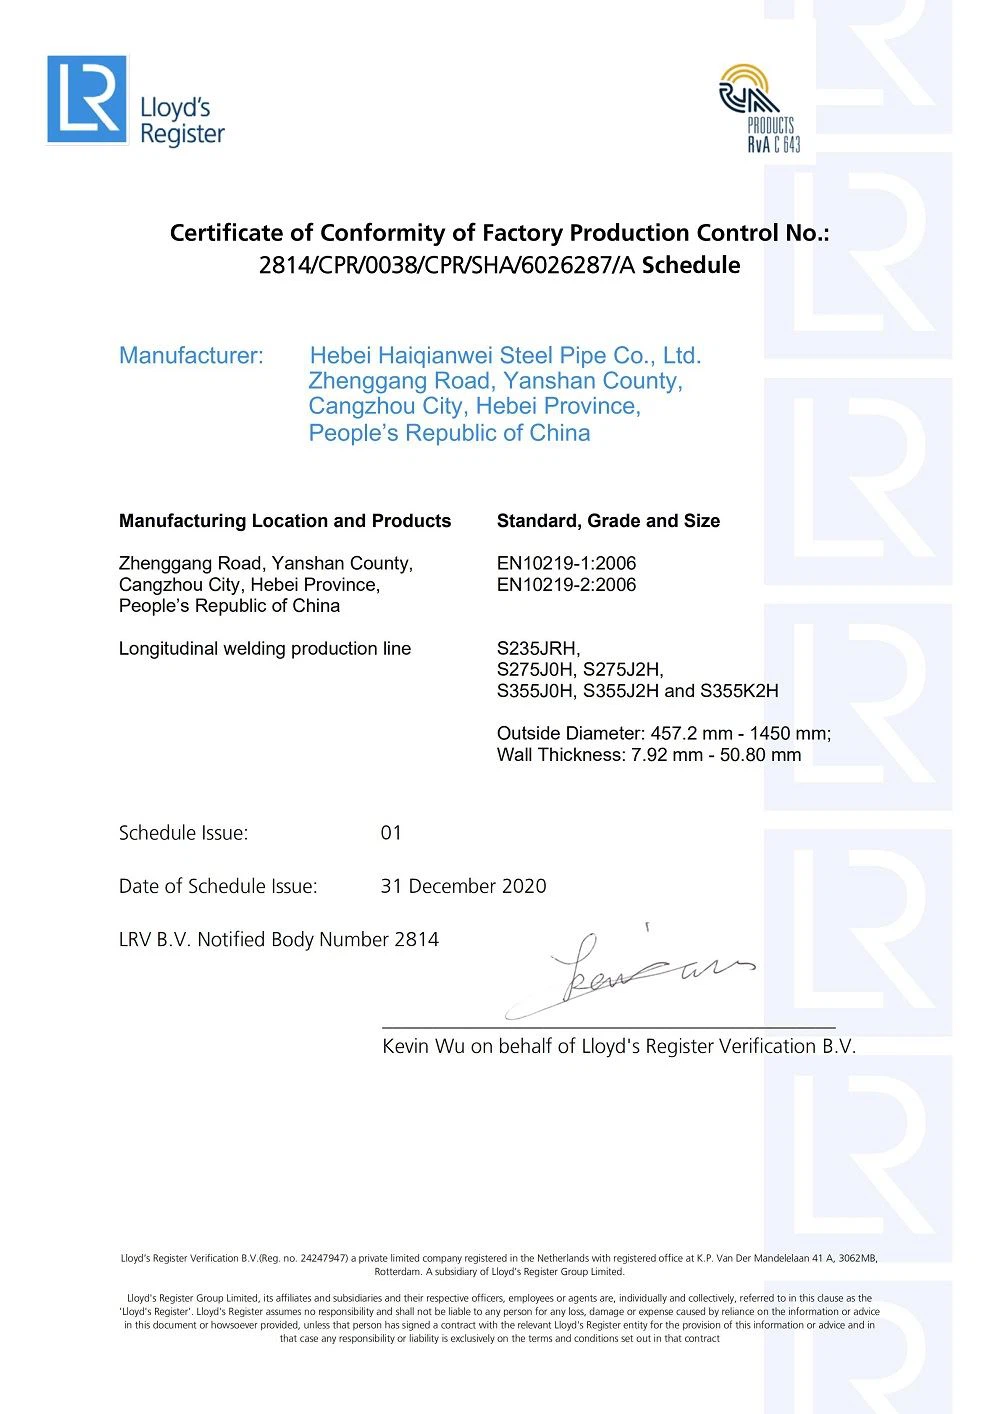 LR
Lloyd's
Register
RvA
PRODUCTS
RvA C 643
Certificate of Conformity of Factory Production Control No.:
2814/CPR/0038/CPR/SHA/6026287/A Schedule
Manufacturer: Hebei Haiqianwei Steel Pipe Co., Ltd.
Zhenggang Road, Yanshan County,
Cangzhou City, Hebei Province,
People's Republic of China
Manufacturing Location and Products Standard, Grade and Size
Zhenggang Road, Yanshan County, EN10219-1:2006
Cangzhou City, Hebei Province, EN10219-2:2006
People's Republic of China
Longitudinal welding production line S235JRH,
S275J0H, S275J2H,
S355J0H, S355J2H and S355K2H
Outside Diameter: 457.2 mm - 1450 mm;
Wall Thickness: 7.92 mm - 50.80 mm
Schedule Issue: 01
Date of Schedule Issue: 31 December 2020
LRV B.V. Notified Body Number 2814
Kevin Wu on behalf of Lloyd's Register Verification B.V.
Lloyd's Register Verification B.V.(Reg. no. 24247947) a private limited company registered in the Netherlands with registered office at K.P. Van Der Mandelelaan 41 A, 3062MB,
Rotterdam. A subsidiary of Lloyd's Register Group Limited.
Lloyd's Register Group Limited, its affiliates and subsidiaries and their respective officers, employees or agents are, individually and collectively, referred to in this clause as the
'Lloyd's Register'. Lloyd's Register assumes no responsibility and shall not be liable to any person for any loss, damage or expense caused by reliance on the information or advice
in this document or howsoever provided, unless that person has signed a contract with the relevant Lloyd's Register entity for the provision of this information or advice and in
that case any responsibility or liability is exclusively on the terms and conditions set out in that contract